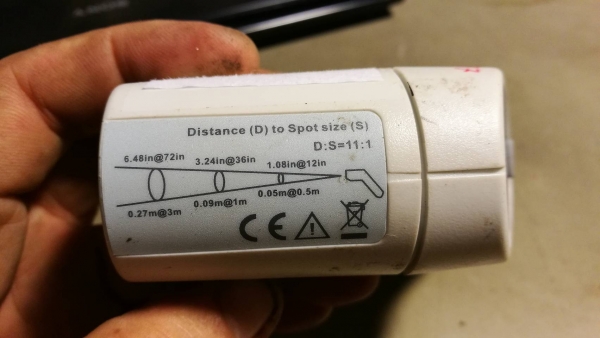 Distance (D) to Spot size (S)
D:S=11:1
6.48in@72in 3.24in@36in 1.08in@12in
0.27m@3m 0.09m@1m 0.05m@0.5m
CE